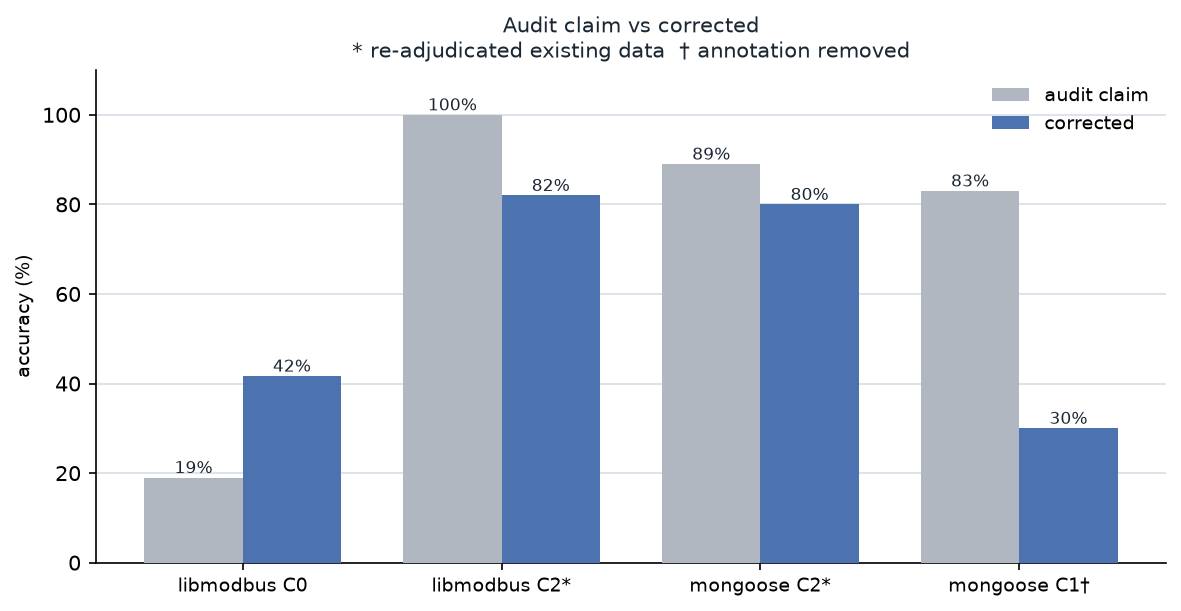 Audit claim vs corrected
* re-adjudicated existing data  † annotation removed
audit claim
corrected
accuracy (%)
100
80
60
40
20
0
19%
42%
100%
82%
89%
80%
83%
30%
libmodbus C0
libmodbus C2*
mongoose C2*
mongoose C1†